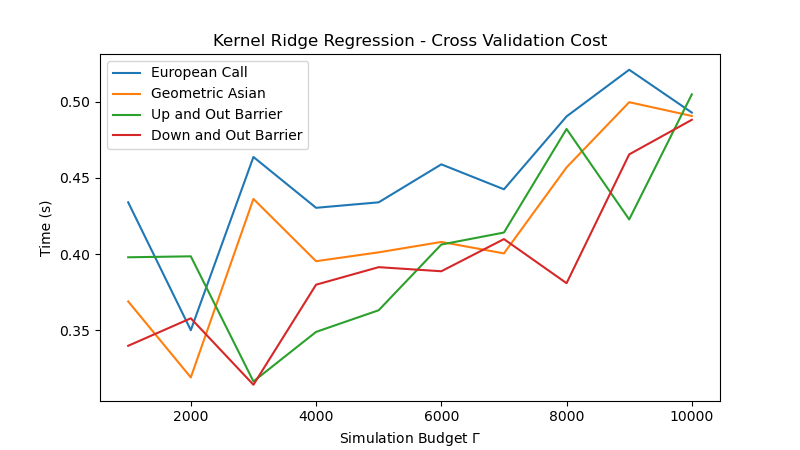 Kernel Ridge Regression - Cross Validation Cost
European Call
Geometric Asian
Up and Out Barrier
Down and Out Barrier
0.50
0.45
0.40
0.35
Time (s)
2000 4000 6000 8000 10000
Simulation Budget Γ